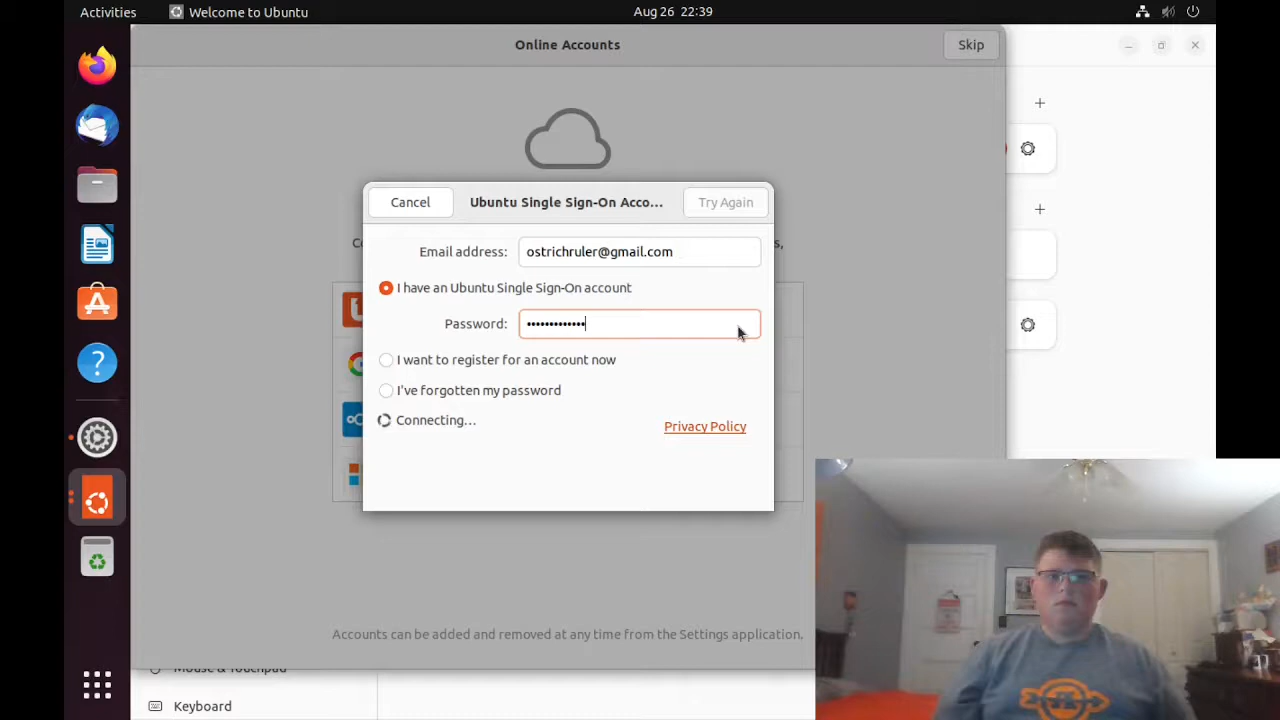 Activities Welcome to Ubuntu Aug 26 22:39
Online Accounts Skip
Cancel Ubuntu Single Sign-On Acco... Try Again
Email address: ostrichruler@gmail.com
I have an Ubuntu Single Sign-On account
Password: •••••••••••••
I want to register for an account now
I've forgotten my password
Connecting...
Privacy Policy
Accounts can be added and removed at any time from the Settings application.
Mouse & Touchpad
Keyboard